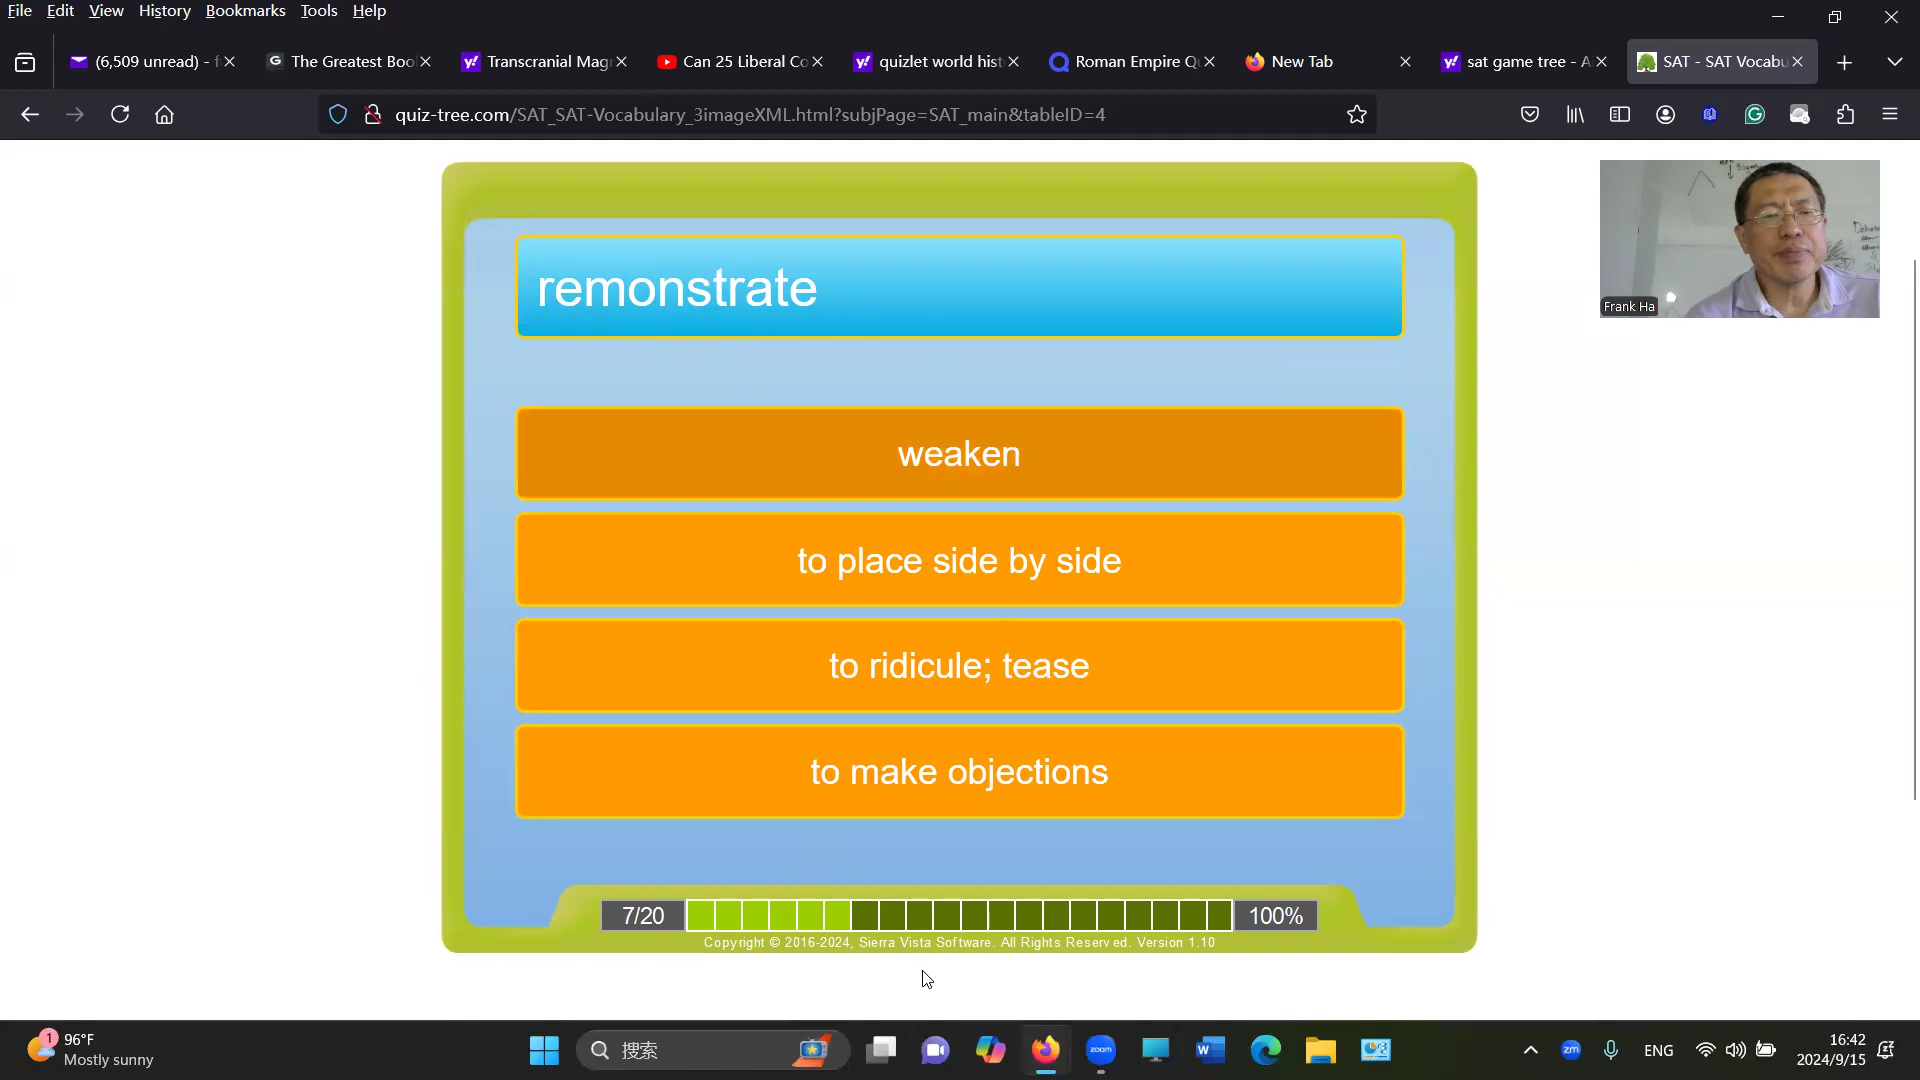 File Edit View History Bookmarks Tools Help
(6,509 unread) - f
The Greatest Boo
Transcranial Mag
Can 25 Liberal Co
quizlet world hist
Roman Empire Q
New Tab
sat game tree - A
SAT - SAT Vocabu
quiz-tree.com/SAT_SAT-Vocabulary_3imageXML.html?subjPage=SAT_main&tableID=4
remonstrate
Frank Ha
weaken
to place side by side
to ridicule; tease
to make objections
7/20
100%
Copyright © 2016-2024, Sierra Vista Software. All Rights Reserved. Version 1.10
1
96°F
Mostly sunny
搜索
zoom
W
zm
ENG
16:42
2024/9/15